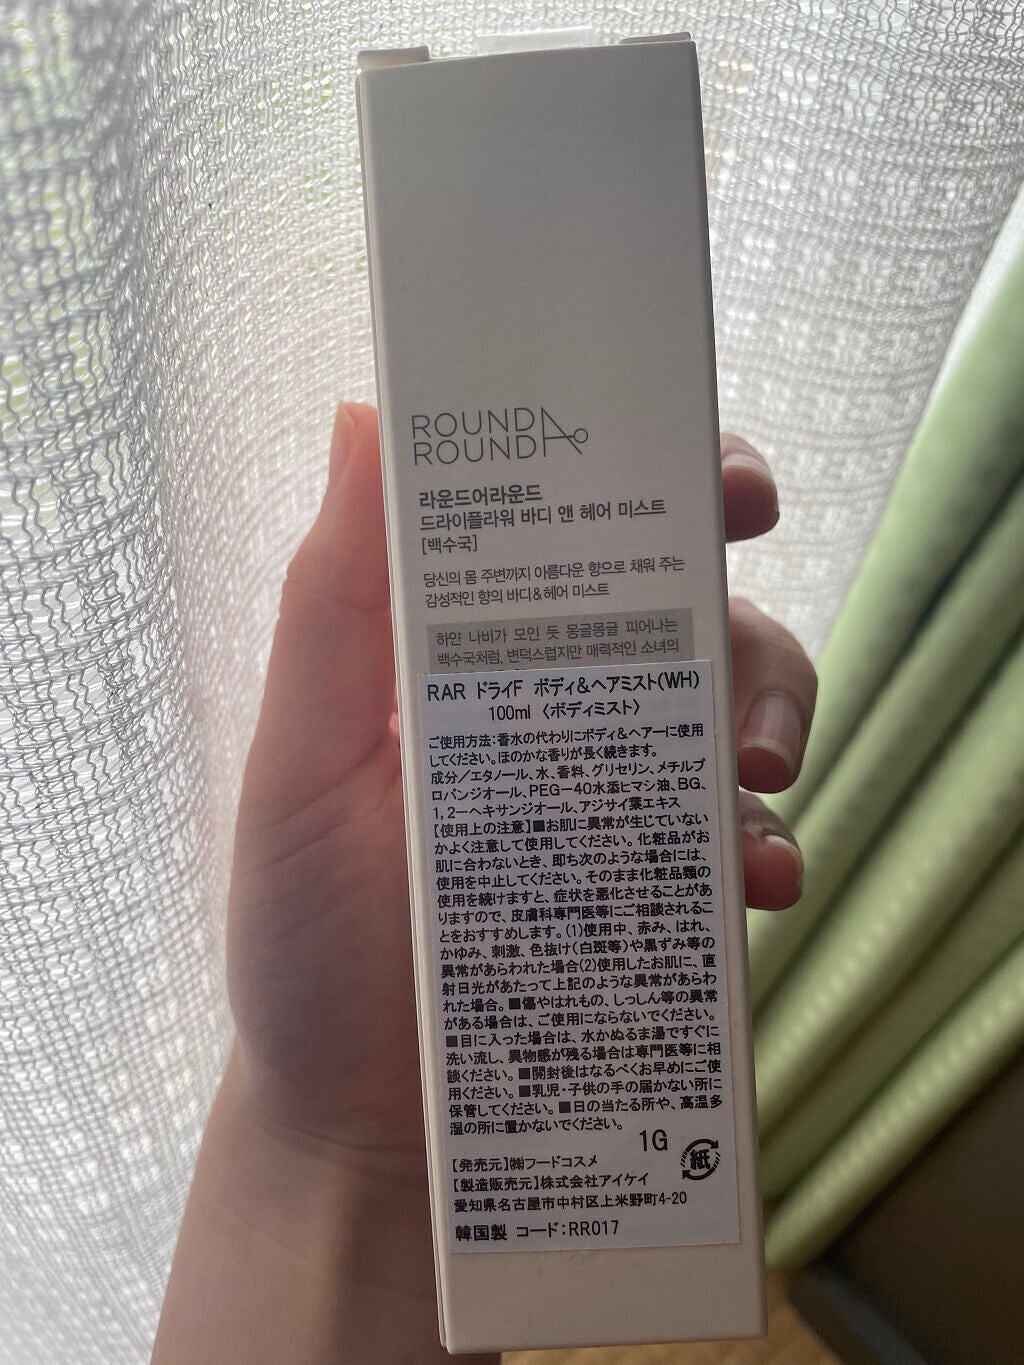 ROUND A
ROUND
라운드어라운드
드라이플라워 바디 앤 헤어 미스트
[백수국]
당신의 몸 주변까지 아름다운 향으로 채워 주는
감성적인 향의 바디&헤어 미스트
하얀 나비가 모인 듯 몽글몽글 피어나는
백수국처럼, 변덕스럽지만 매력적인 소녀의
RAR ドライF ボディ&ヘアミスト(WH)
100ml 〈ボディミスト〉
ご使用方法:香水の代わりにボディ&ヘアーに使用
してください。ほのかな香りが長く続きます。
成分/エタノール、水、香料、グリセリン、メチルプ
ロパンジオール、PEG-40水添ヒマシ油、BG、
1,2-ヘキサンジオール、アジサイ葉エキス
【使用上の注意】■お肌に異常が生じていない
かよく注意して使用してください。化粧品がお
肌に合わないとき、即ち次のような場合には、
使用を中止してください。そのまま化粧品類の
使用を続けますと、症状を悪化させることがあ
りますので、皮膚科専門医等にご相談されるこ
とをおすすめします。(1)使用中、赤み、はれ、
かゆみ、刺激、色抜け(白斑等)や黒ずみ等の
異常があらわれた場合(2)使用したお肌に、直
射日光があたって上記のような異常があらわ
れた場合。■傷やはれもの、しっしん等の異常
がある場合は、ご使用にならないでください。
■目に入った場合は、水かぬるま湯ですぐに
洗い流し、異物感が残る場合は専門医等に相
談ください。■開封後はなるべくお早めにご使
用ください。■乳児・子供の手の届かない所に
保管してください。■日の当たる所や、高温多
湿の所に置かないでください。
1G
紙
【発売元】㈱フードコスメ
【製造販売元】株式会社アイケイ
愛知県名古屋市中村区上米野町4-20
韓国製 コード:RR017